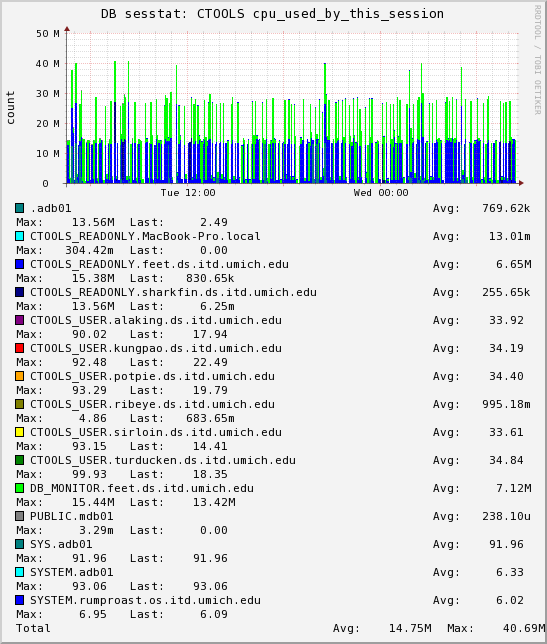 DB sesstat: CTOOLS cpu_used_by_this_session
RRDTOOL / TOBI OETIKER
count
50 M
40 M
30 M
20 M
10 M
0
Tue 12:00 Wed 00:00
.adb01 Avg: 769.62k
Max: 13.56M Last: 2.49
CTOOLS_READONLY.MacBook-Pro.local Avg: 13.01m
Max: 304.42m Last: 0.00
CTOOLS_READONLY.feet.ds.itd.umich.edu Avg: 6.65M
Max: 15.38M Last: 830.65k
CTOOLS_READONLY.sharkfin.ds.itd.umich.edu Avg: 255.65k
Max: 13.56M Last: 6.25m
CTOOLS_USER.alaking.ds.itd.umich.edu Avg: 33.92
Max: 90.02 Last: 17.94
CTOOLS_USER.kungpao.ds.itd.umich.edu Avg: 34.19
Max: 92.48 Last: 22.49
CTOOLS_USER.potpie.ds.itd.umich.edu Avg: 34.40
Max: 93.29 Last: 19.79
CTOOLS_USER.ribeye.ds.itd.umich.edu Avg: 995.18m
Max: 4.86 Last: 683.65m
CTOOLS_USER.sirloin.ds.itd.umich.edu Avg: 33.61
Max: 93.15 Last: 14.41
CTOOLS_USER.turducken.ds.itd.umich.edu Avg: 34.84
Max: 99.93 Last: 18.35
DB_MONITOR.feet.ds.itd.umich.edu Avg: 7.12M
Max: 15.44M Last: 13.42M
PUBLIC.mdb01 Avg: 238.10u
Max: 3.29m Last: 0.00
SYS.adb01 Avg: 91.96
Max: 91.96 Last: 91.96
SYSTEM.adb01 Avg: 6.33
Max: 93.06 Last: 93.06
SYSTEM.rumproast.os.itd.umich.edu Avg: 6.02
Max: 6.95 Last: 6.09
Total Avg: 14.75M Max: 40.69M